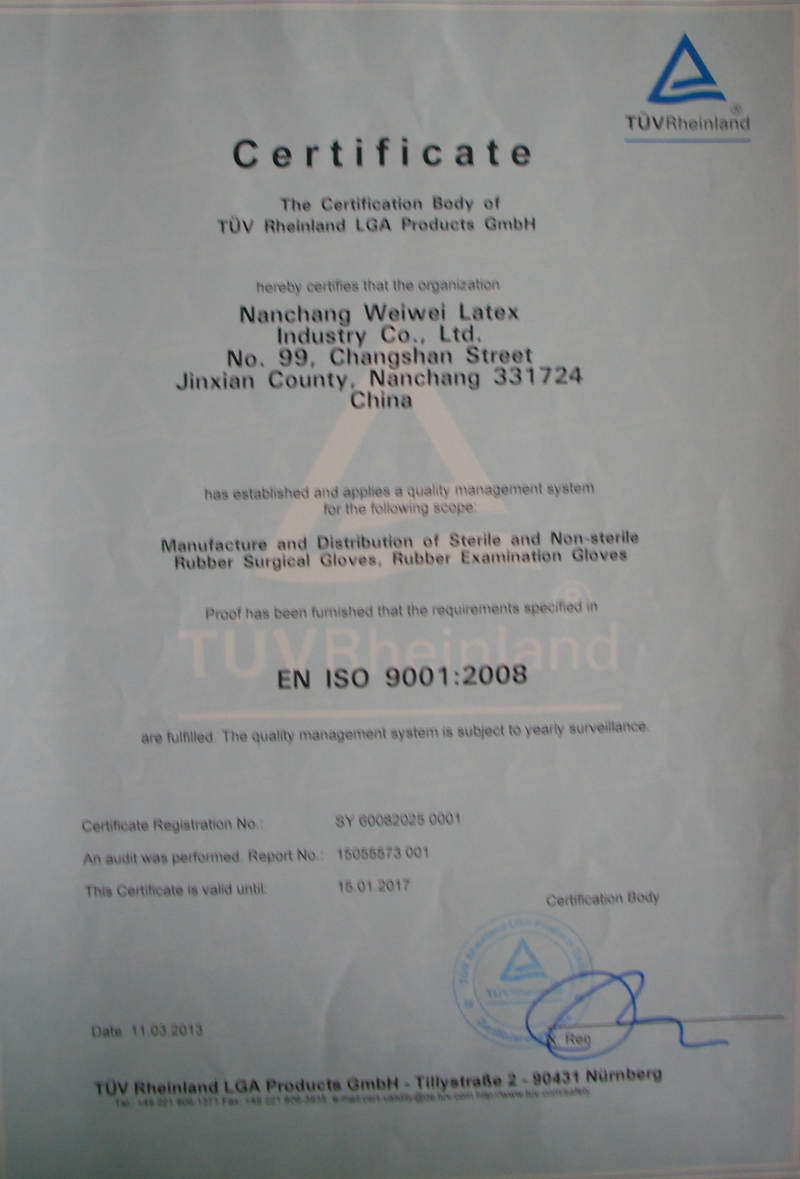 TÜVRheinland
®
Certificate
The Certification Body of
TÜV Rheinland LGA Products GmbH
hereby certifies that the organization
Nanchang Weiwei Latex
Industry Co., Ltd.
No. 99, Changshan Street
Jinxian County, Nanchang 331724
China
has established and applies a quality management system
for the following scope:
Manufacture and Distribution of Sterile and Non-sterile
Rubber Surgical Gloves, Rubber Examination Gloves
Proof has been furnished that the requirements specified in
®
TÜVRheinland
EN ISO 9001:2008
are fulfilled. The quality management system is subject to yearly surveillance.
Certificate Registration No.: SY 60082025 0001
An audit was performed. Report No.: 15055573 001
This Certificate is valid until: 15.01.2017
Certification Body
TÜVRheinland
Date 11.03.2013
TÜV Rheinland LGA Products GmbH - Tillystraße 2 - 90431 Nürnberg